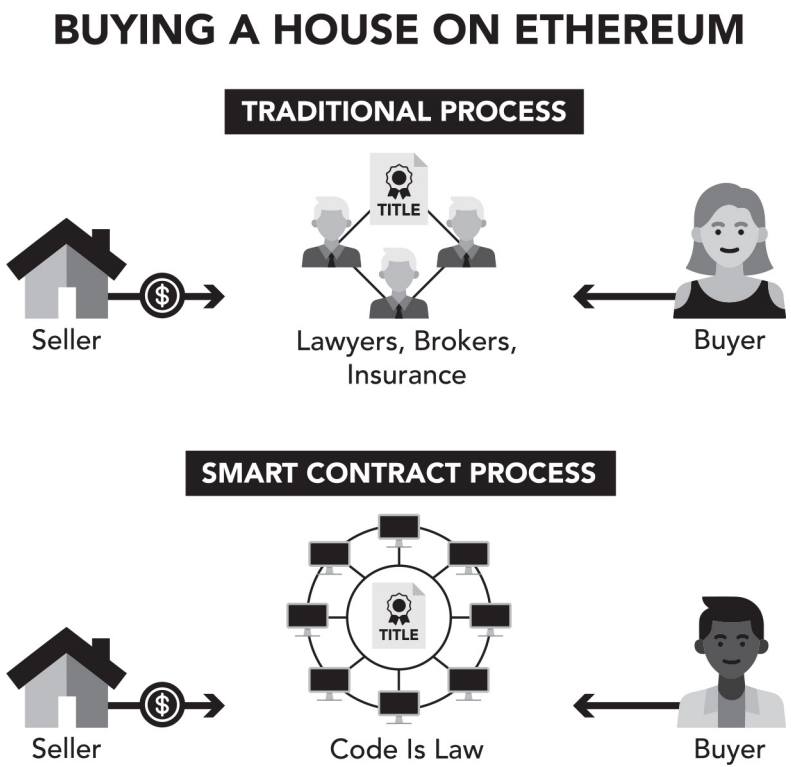 BUYING A HOUSE ON ETHEREUM
TRADITIONAL PROCESS
TITLE
Seller
$
Lawyers, Brokers,
Insurance
Buyer
SMART CONTRACT PROCESS
TITLE
Seller
$
Code Is Law
Buyer